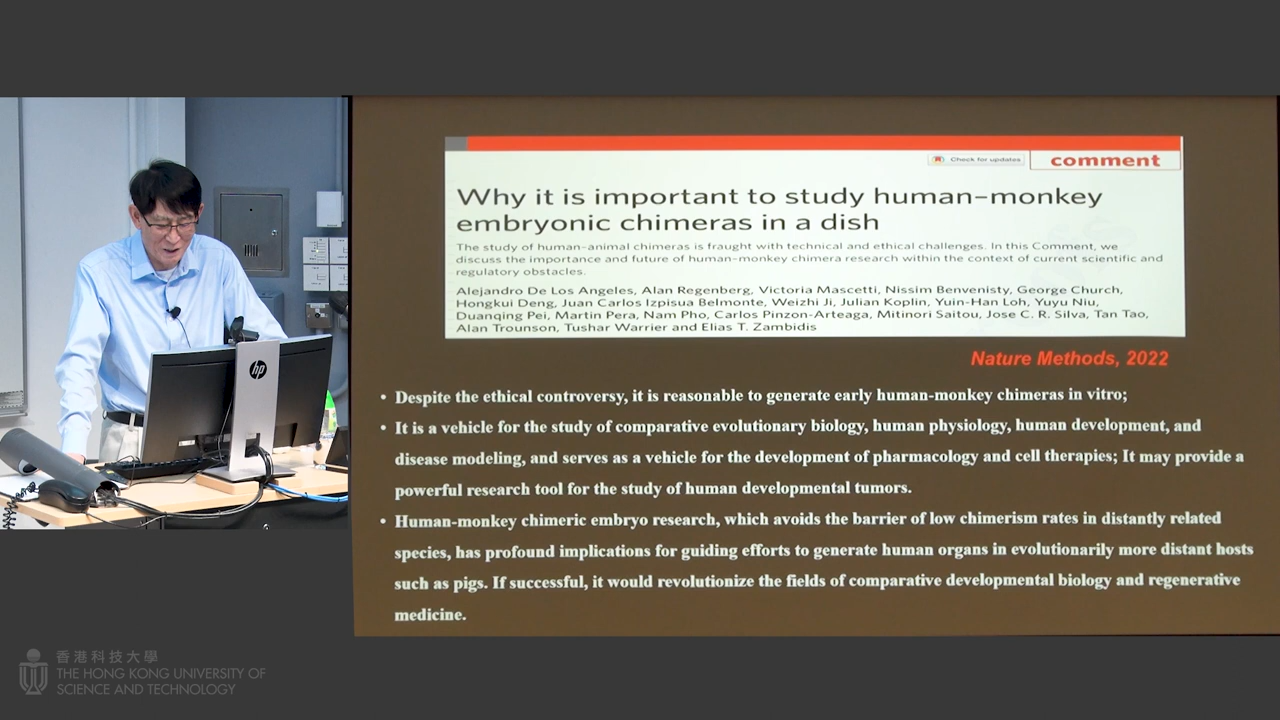 Check for updates
comment
Why it is important to study human–monkey
embryonic chimeras in a dish
The study of human-animal chimeras is fraught with technical and ethical challenges. In this Comment, we
discuss the importance and future of human-monkey chimera research within the context of current scientific and
regulatory obstacles.
Alejandro De Los Angeles, Alan Regenberg, Victoria Mascetti, Nissim Benvenisty, George Church,
Hongkui Deng, Juan Carlos Izpisua Belmonte, Weizhi Ji, Julian Koplin, Yuin-Han Loh, Yuyu Niu,
Duanqing Pei, Martin Pera, Nam Pho, Carlos Pinzon-Arteaga, Mitinori Saitou, Jose C. R. Silva, Tan Tao,
Alan Trounson, Tushar Warrier and Elias T. Zambidis
Nature Methods, 2022
• Despite the ethical controversy, it is reasonable to generate early human-monkey chimeras in vitro;
• It is a vehicle for the study of comparative evolutionary biology, human physiology, human development, and
disease modeling, and serves as a vehicle for the development of pharmacology and cell therapies; It may provide a
powerful research tool for the study of human developmental tumors.
• Human-monkey chimeric embryo research, which avoids the barrier of low chimerism rates in distantly related
species, has profound implications for guiding efforts to generate human organs in evolutionarily more distant hosts
such as pigs. If successful, it would revolutionize the fields of comparative developmental biology and regenerative
medicine.
hp
香港科技大學
THE HONG KONG UNIVERSITY OF
SCIENCE AND TECHNOLOGY